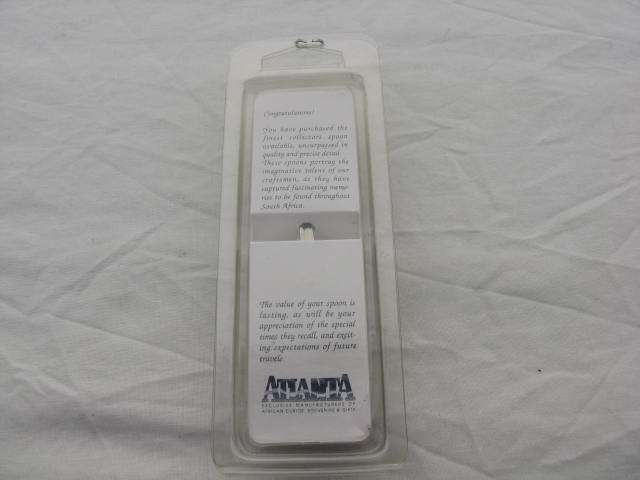 Congratulations!
You have purchased the
finest collectors spoon
available, unsurpassed in
quality and precise detail.
These spoons portray the
imaginative talent of our
craftsmen, as they have
captured fascinating memo-
ries to be found throughout
South Africa.
The value of your spoon is
lasting, as will be your
appreciation of the special
times they recall, and excit-
ing expectations of future
travels.
ATLANTA
EXCLUSIVE MANUFACTURERS OF
AFRICAN CURIOS, SOUVENIRS & GIFTS